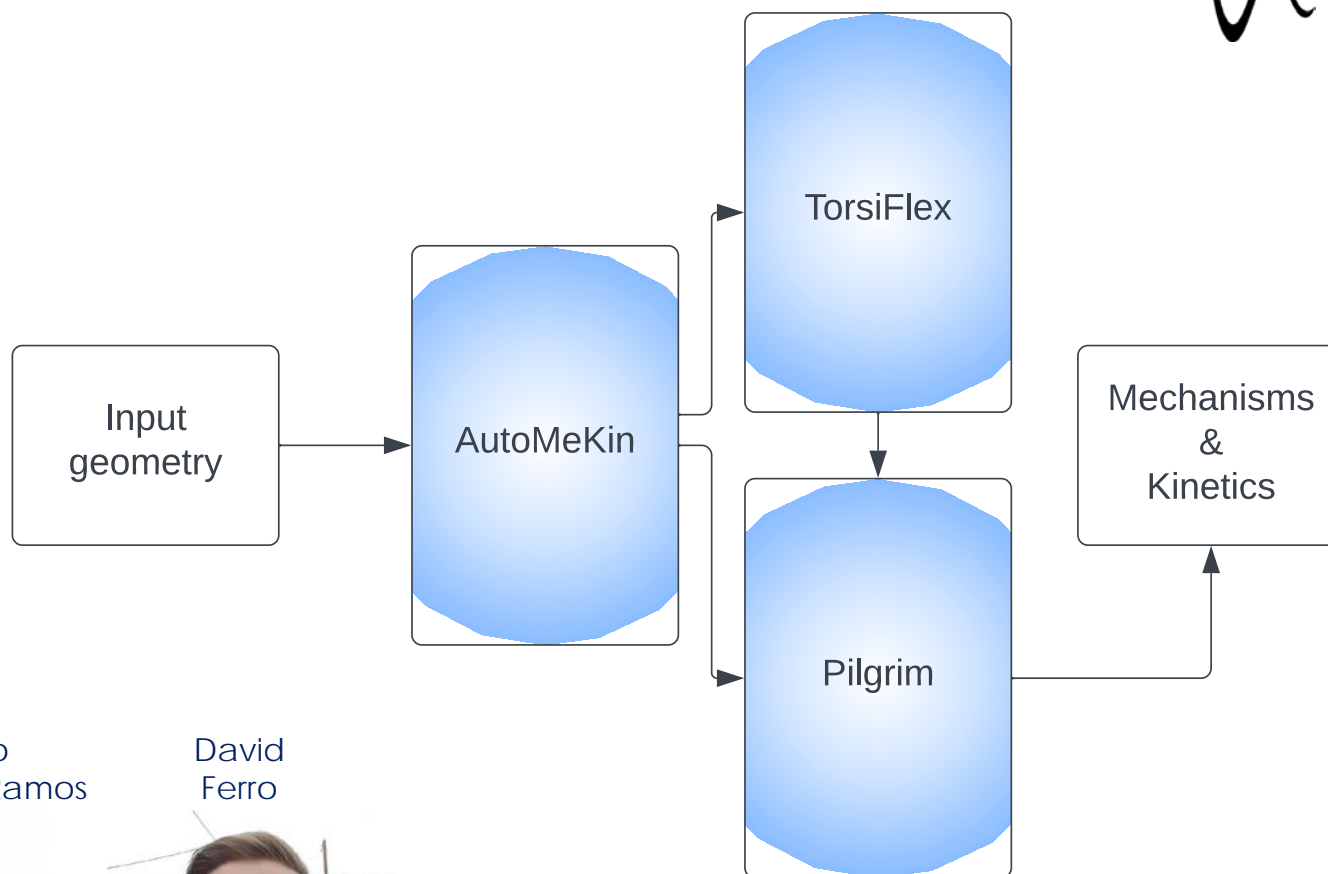 TorsiFlex
Input
geometry
AutoMeKin
Mechanisms
&
Kinetics
Pilgrim
David
Ferro